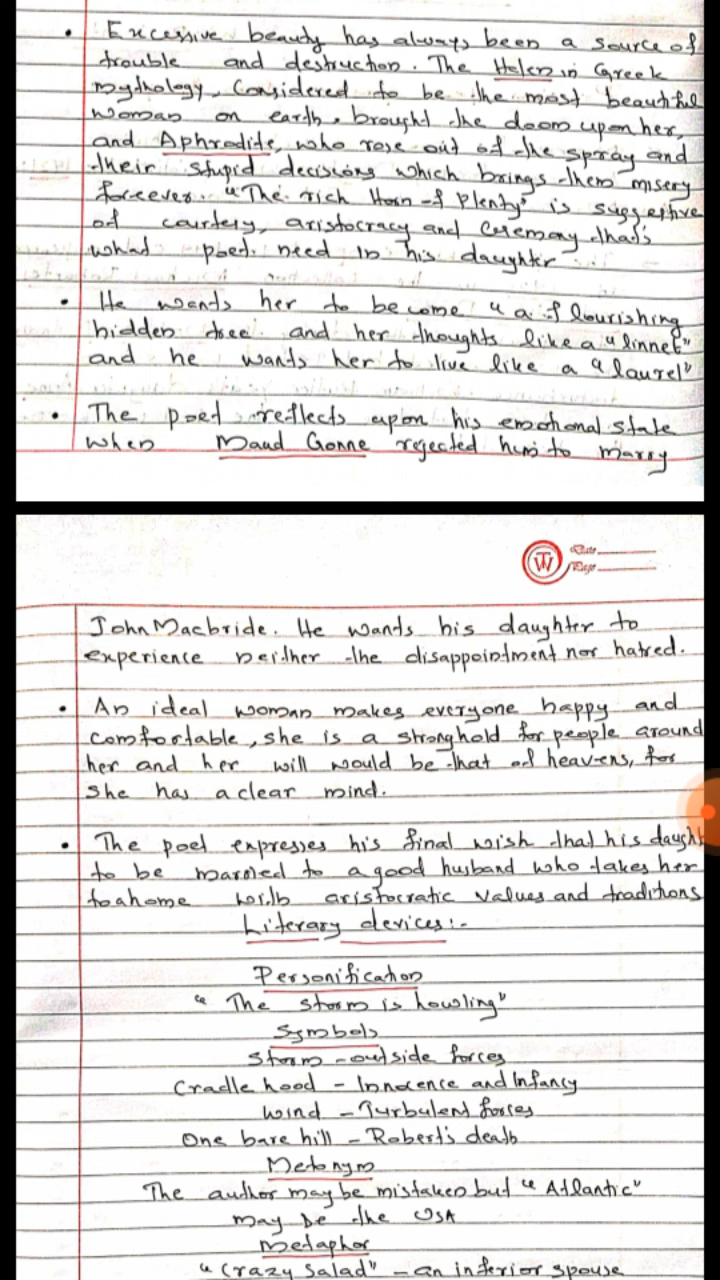 • Excessive beauty has always been a source of
trouble and destruction. The Helen in Greek
mythology, Considered to be the most beautiful
woman on earth, brought the doom upon her,
and Aphrodite, who rose out of the spray and
their stupid decisions which brings them misery
foreever. "The rich Horn of Plenty" is suggestive
of courtesy, aristocracy and Ceremony that's
what poet need in his daughter
• He wants her to become "a flourishing
hidden tree and her thoughts like a "linnet"
and he wants her to live like a "laurel"
• The poet reflects upon his emotional state
when Maud Gonne rejected him to marry
Date
Page
John Macbride. He wants his daughter to
experience neither the disappointment nor hatred.
• An ideal woman makes everyone happy and
comfortable, she is a stronghold for people around
her and her will would be that of heavens, for
she has a clear mind.
• The poet expresses his final wish that his daught
to be married to a good husband who takes her
to a home with aristocratic values and traditions
Literary devices:-
Personification
"The storm is howling"
Symbols
Storm - outside forces
Cradle hood - Innocence and Infancy
Wind - Turbulent forces
One bare hill - Robert's death
Metonym
The author may be mistaken but "Atlantic"
may be the USA
Metaphor
"Crazy Salad" - an inferior spouse